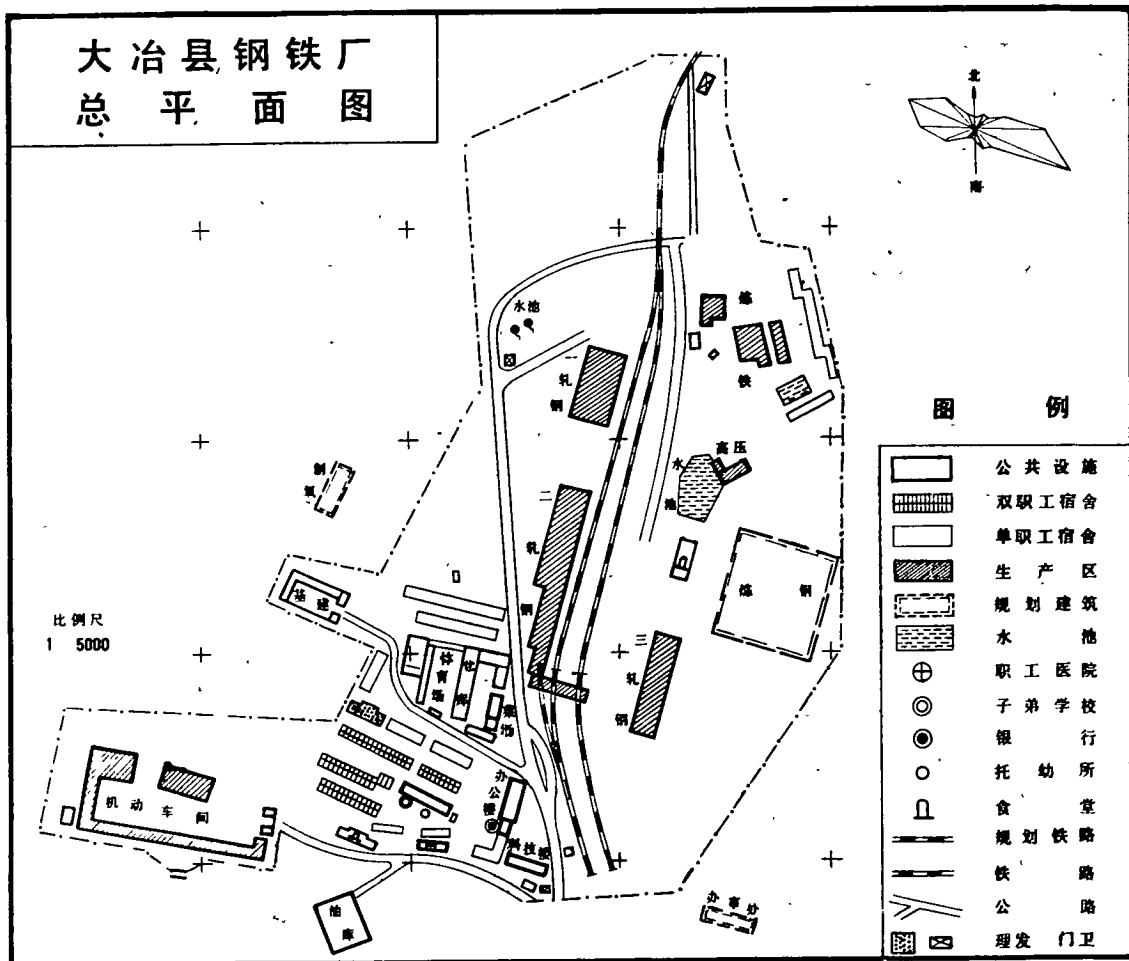 大冶县钢铁厂
总平面图
北
南
水池
一
轧
钢
炼
铁
制
氧
二
轧
钢
水
池
高压
炼钢
基建
三
轧
钢
体育场
比例尺
1 5000
办公楼
科技楼
机动车间
油库
办事处
图例
公共设施
双职工宿舍
单职工宿舍
生产区
规划建筑
水池
职工医院
子弟学校
银行
托幼所
食堂
规划铁路
铁路
公路
理发 门卫